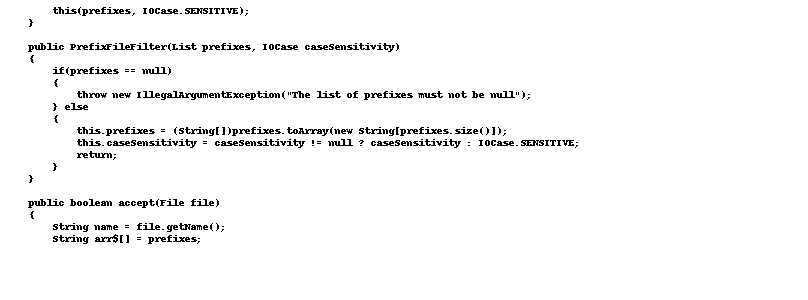 this(prefixes, IOCase.SENSITIVE);
}
public PrefixFileFilter(List prefixes, IOCase caseSensitivity)
{
if(prefixes == null)
{
throw new IllegalArgumentException("The list of prefixes must not be null");
} else
{
this.prefixes = (String[])prefixes.toArray(new String[prefixes.size()]);
this.caseSensitivity = caseSensitivity != null ? caseSensitivity : IOCase.SENSITIVE;
return;
}
}
public boolean accept(File file)
{
String name = file.getName();
String arr$[] = prefixes;